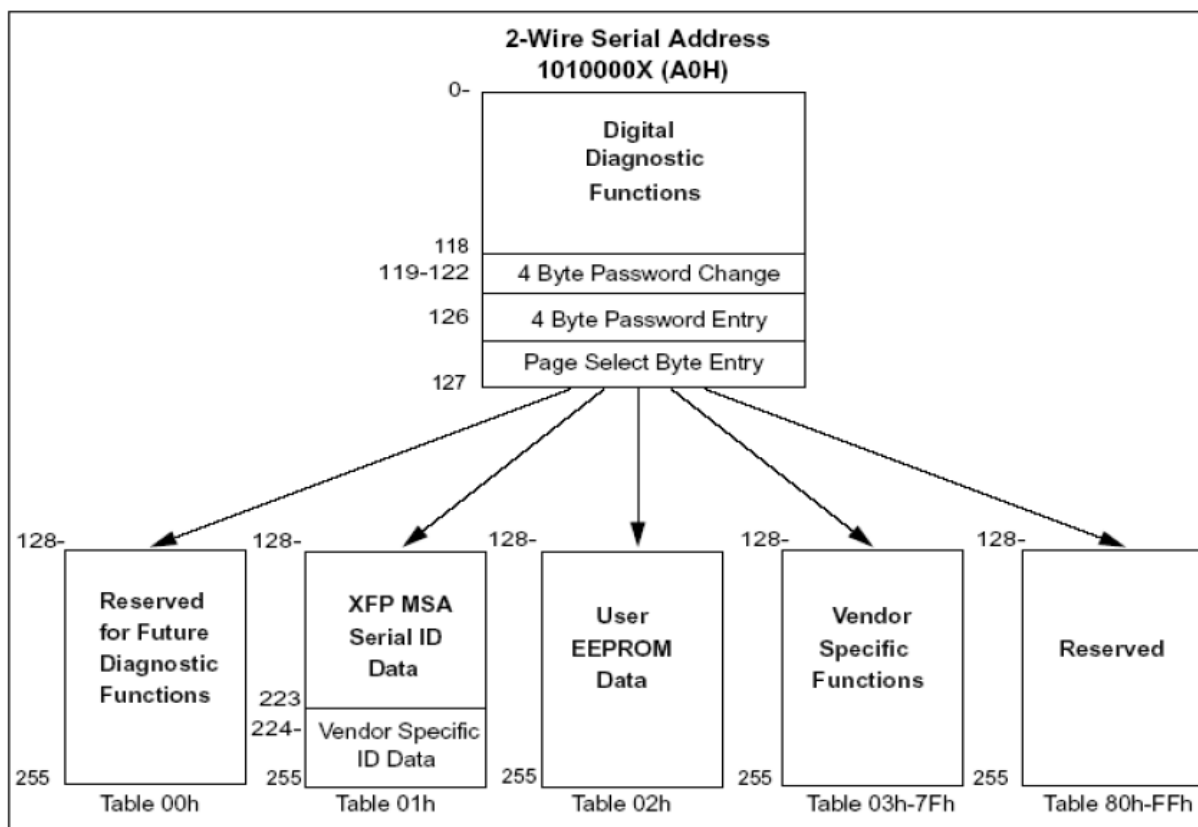 2-Wire Serial Address
1010000X (A0H)
0-
Digital
Diagnostic
Functions
118
119-122
4 Byte Password Change
126
4 Byte Password Entry
Page Select Byte Entry
127
128-
Reserved
for Future
Diagnostic
Functions
255
Table 00h
128-
XFP MSA
Serial ID
Data
223
224-
Vendor Specific
ID Data
255
Table 01h
128-
User
EEPROM
Data
255
Table 02h
128-
Vendor
Specific
Functions
255
Table 03h-7Fh
128-
Reserved
255
Table 80h-FFh